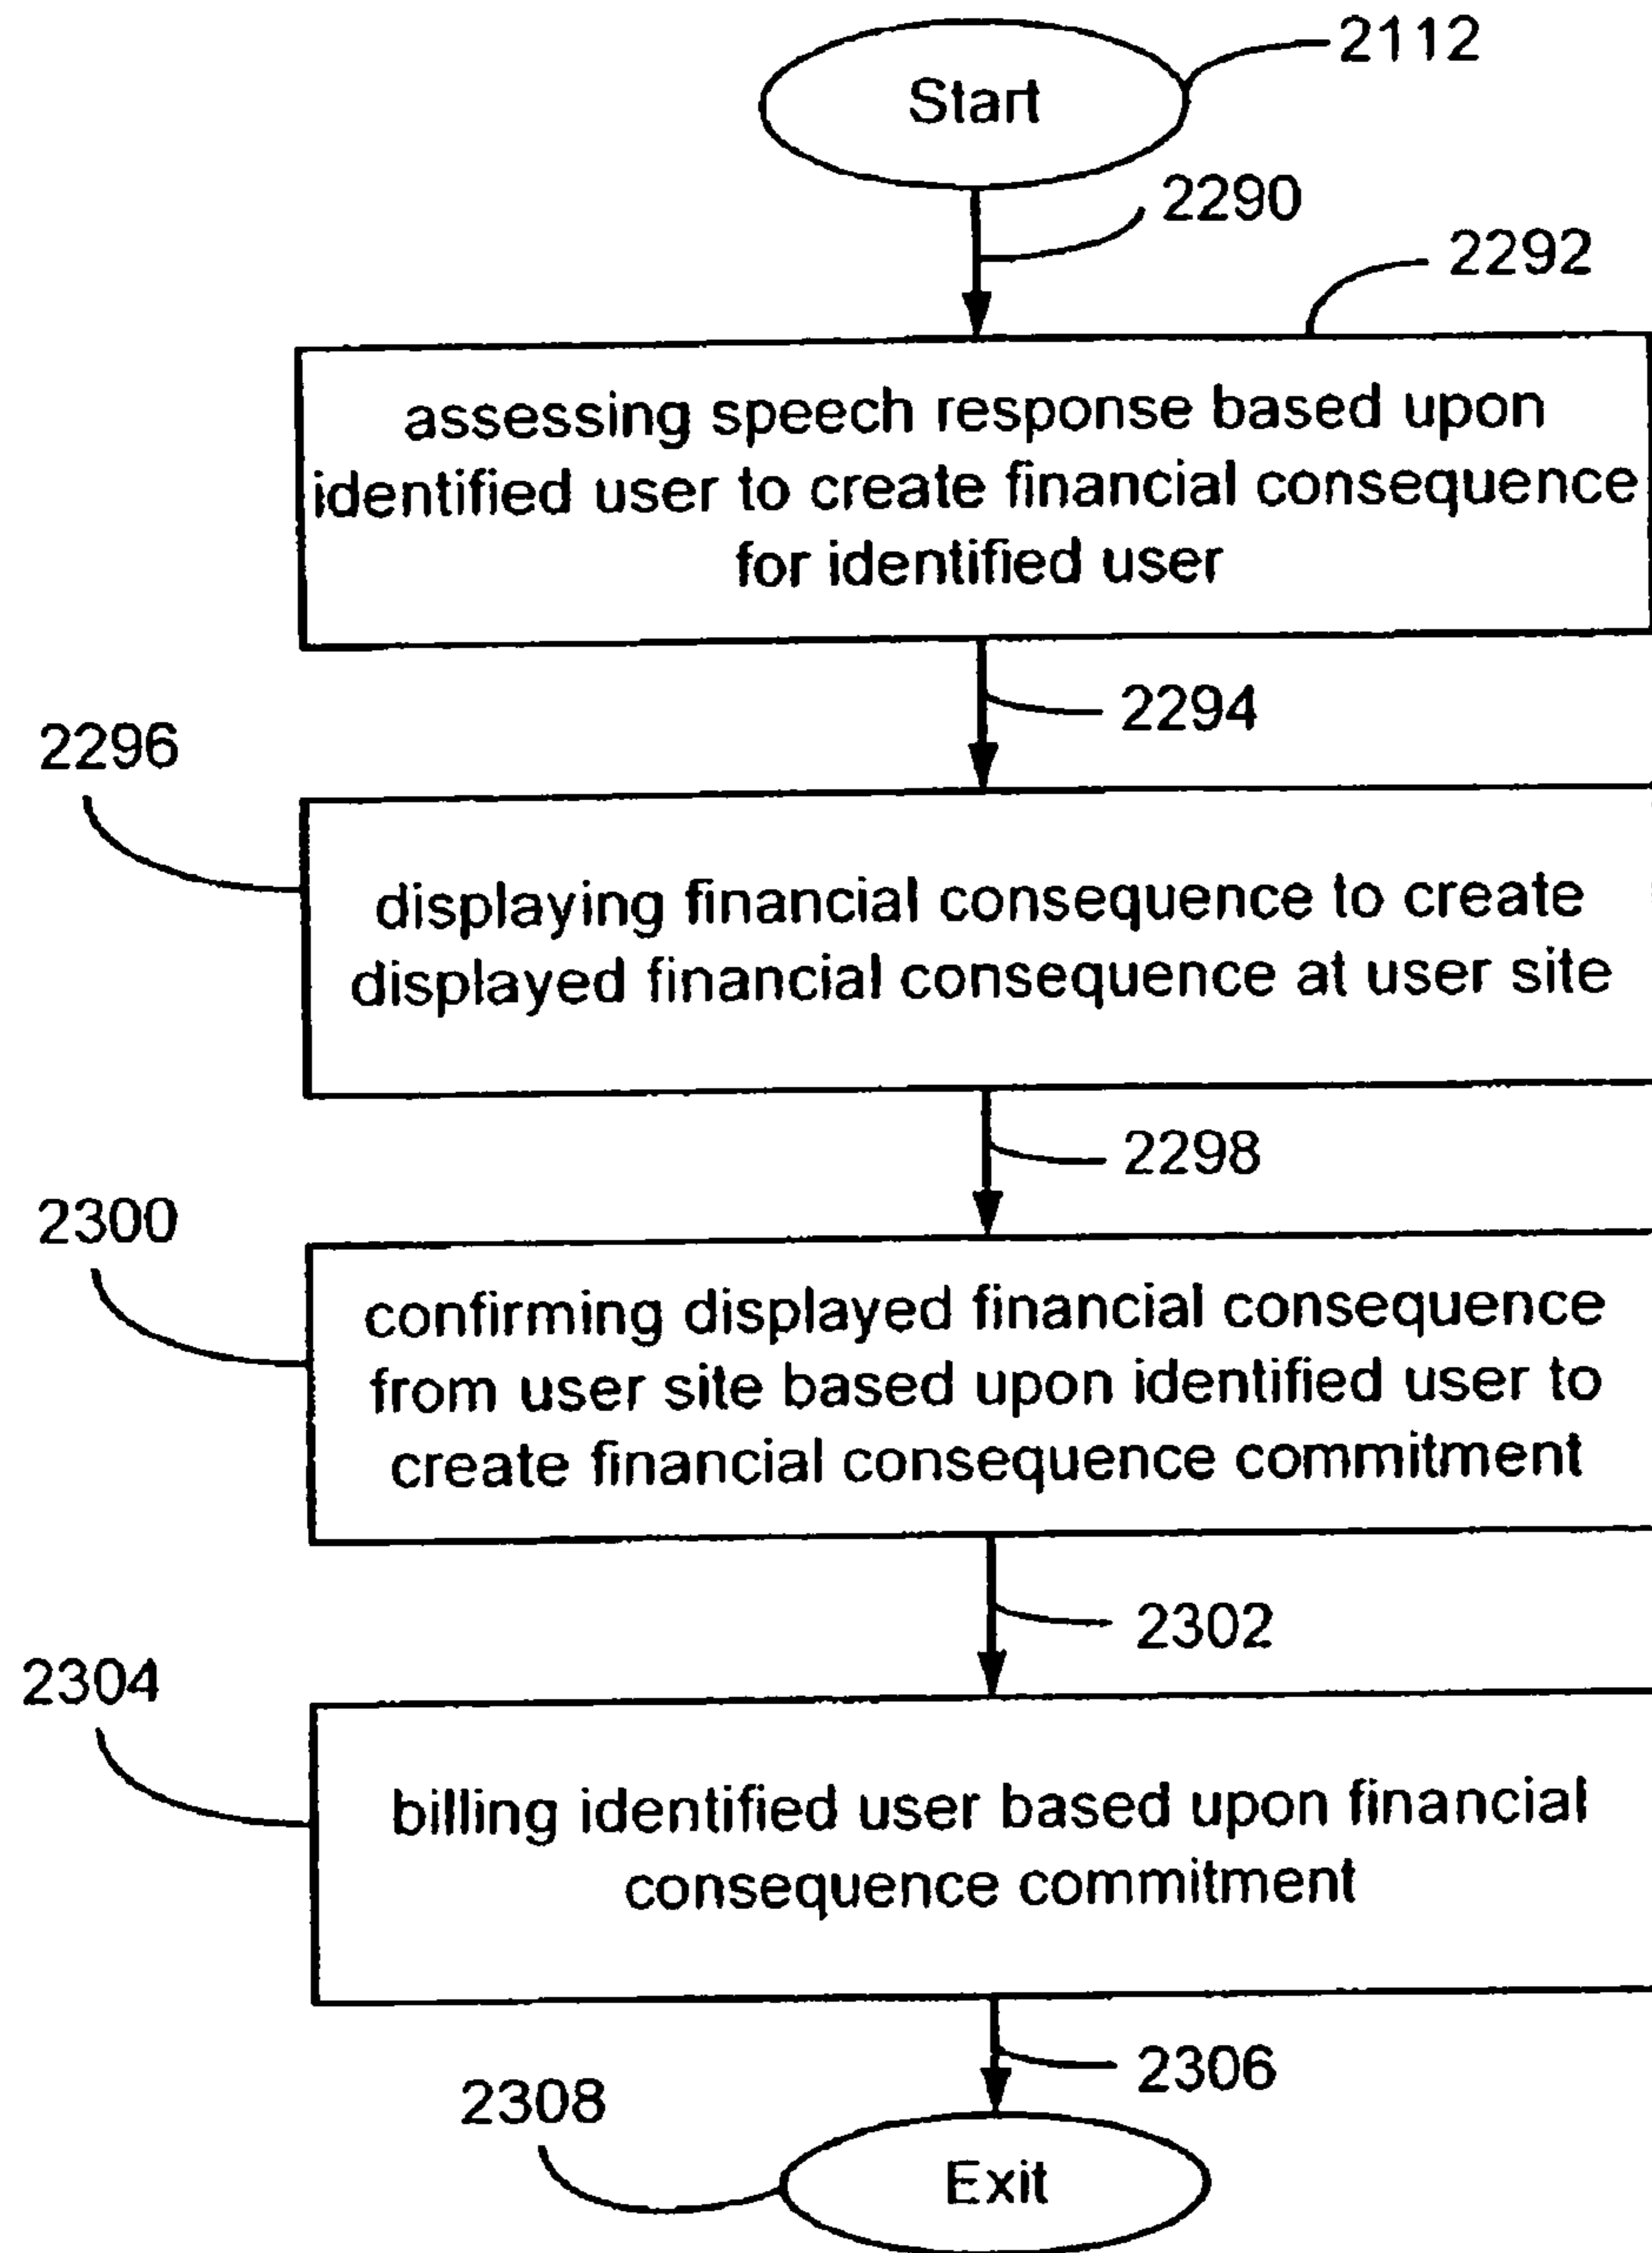 2112
Start
2290
2292
assessing speech response based upon
identified user to create financial consequence
for identified user
2294
2296
displaying financial consequence to create
displayed financial consequence at user site
2298
2300
confirming displayed financial consequence
from user site based upon identified user to
create financial consequence commitment
2302
2304
billing identified user based upon financial
consequence commitment
2306
2308
Exit